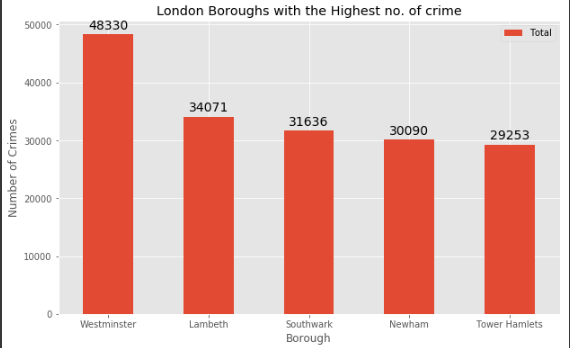 London Boroughs with the Highest no. of crime
Total
50000
40000
30000
20000
10000
0
Number of Crimes
48330
34071
31636
30090
29253
Westminster
Lambeth
Southwark
Newham
Tower Hamlets
Borough